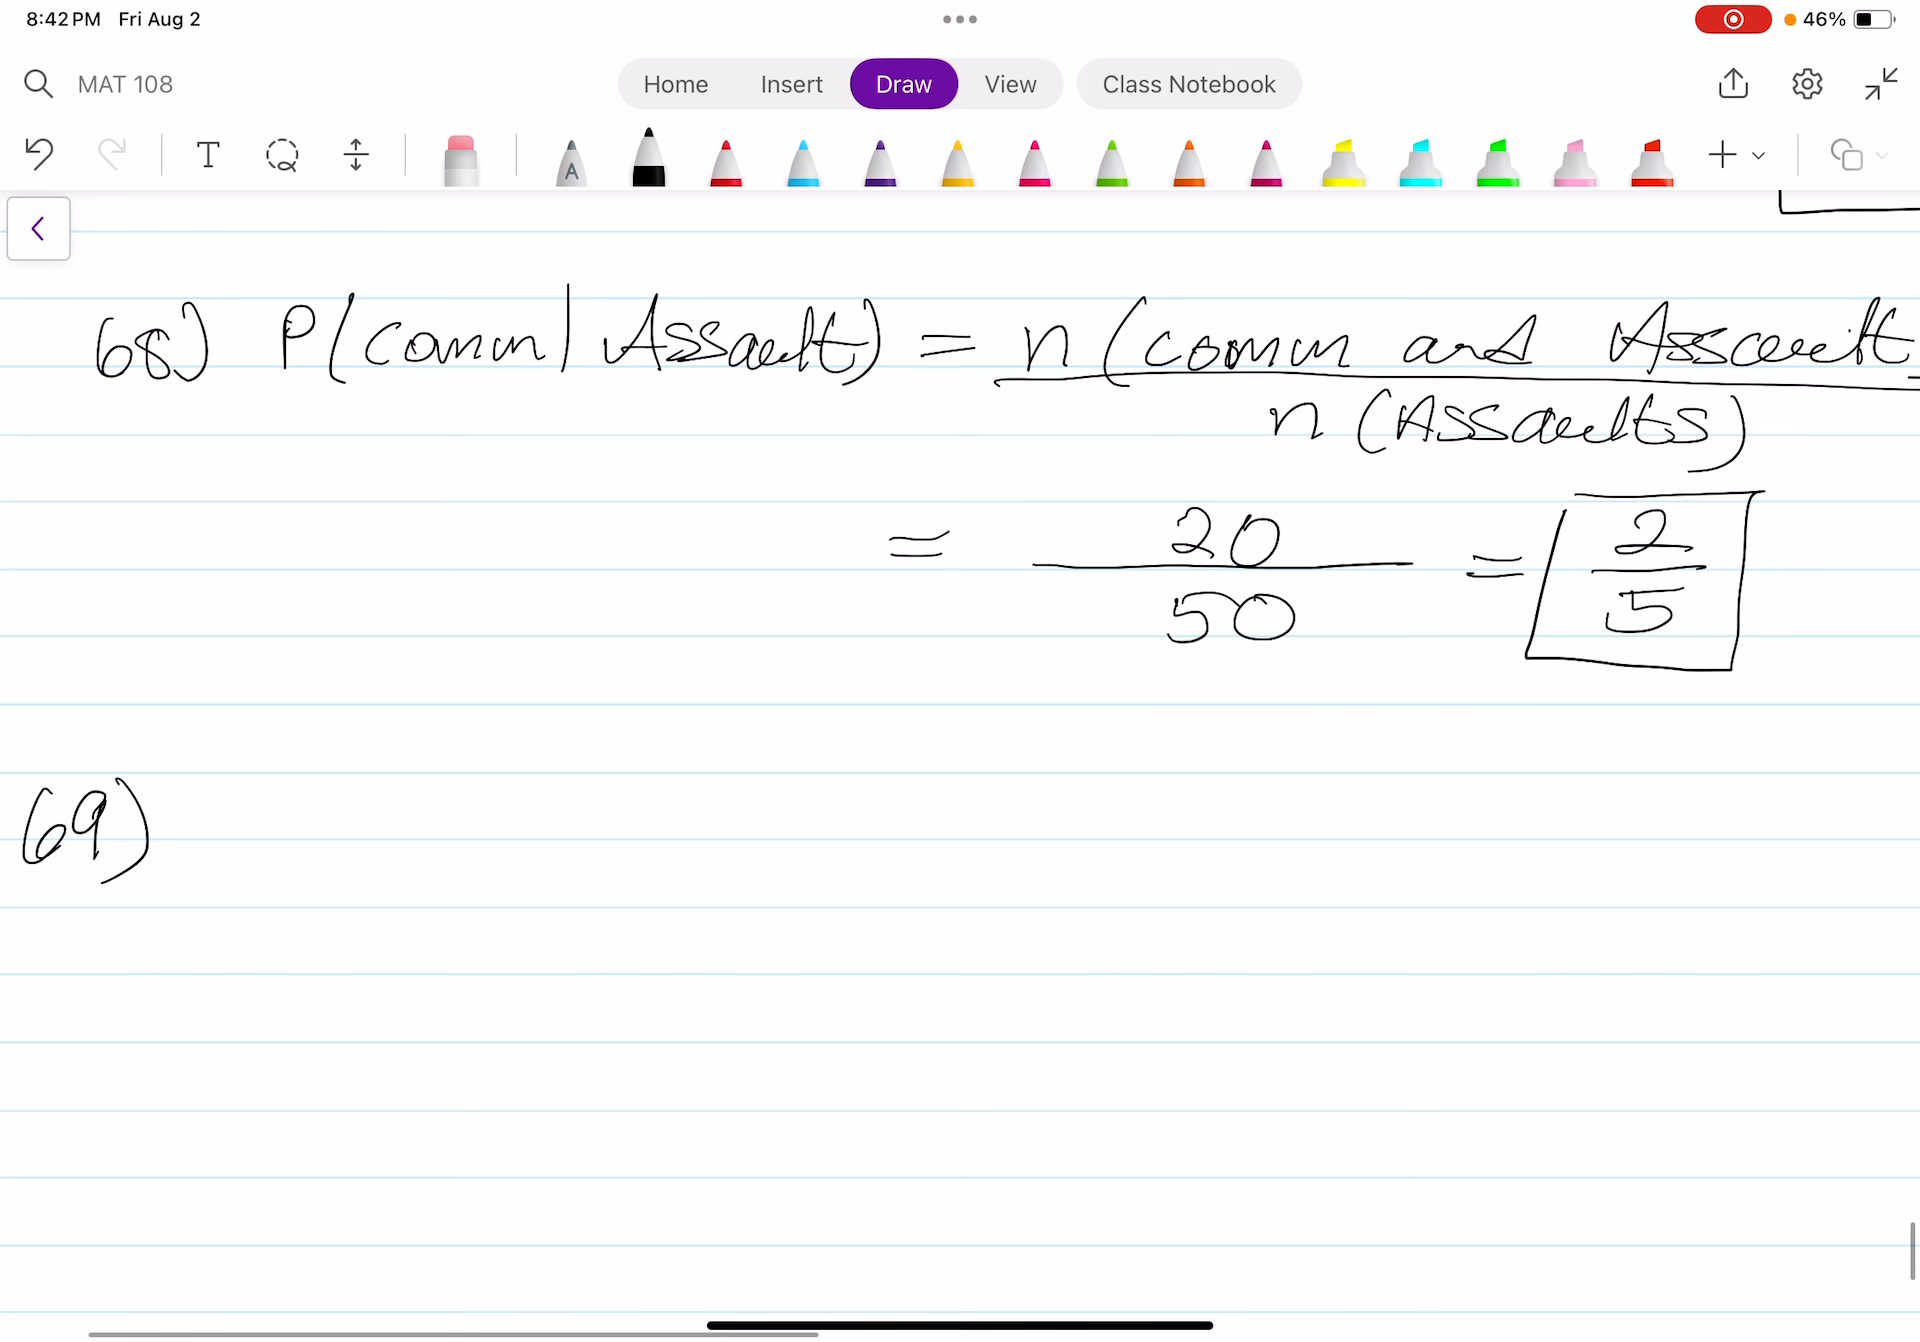 8:42 PM Fri Aug 2 46%
MAT 108 Home Insert Draw View Class Notebook
T A
68) P(comm | Assault) = n (comm and Assault
n (Assaults)
= 20 = 2
50 5
69)